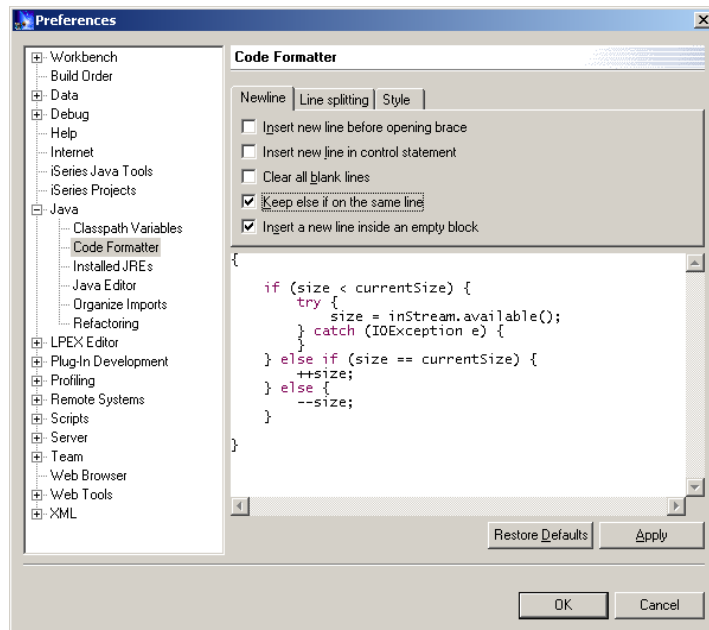 Preferences
Workbench
Build Order
Data
Debug
Help
Internet
iSeries Java Tools
iSeries Projects
Java
Classpath Variables
Code Formatter
Installed JREs
Java Editor
Organize Imports
Refactoring
LPEX Editor
Plug-In Development
Profiling
Remote Systems
Scripts
Server
Team
Web Browser
Web Tools
XML
Code Formatter
Newline Line splitting Style
Insert new line before opening brace
Insert new line in control statement
Clear all blank lines
Keep else if on the same line
Insert a new line inside an empty block
{
if (size < currentSize) {
try {
size = inStream.available();
} catch (IOException e) {
}
} else if (size == currentSize) {
++size;
} else {
--size;
}
}
Restore Defaults Apply
OK Cancel